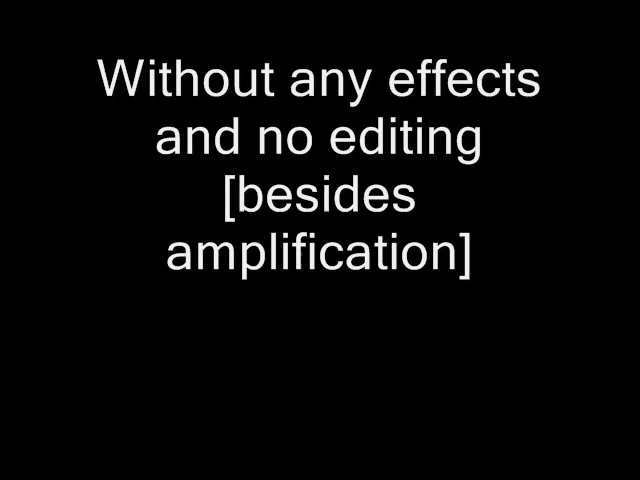 Without any effects
and no editing
[besides
amplification]